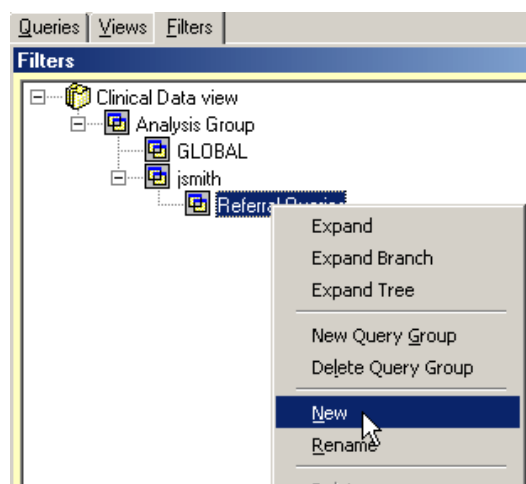 Queries Views Filters
Filters
Clinical Data view
Analysis Group
GLOBAL
jsmith
Referral Queries
Expand
Expand Branch
Expand Tree
New Query Group
Delete Query Group
New
Rename